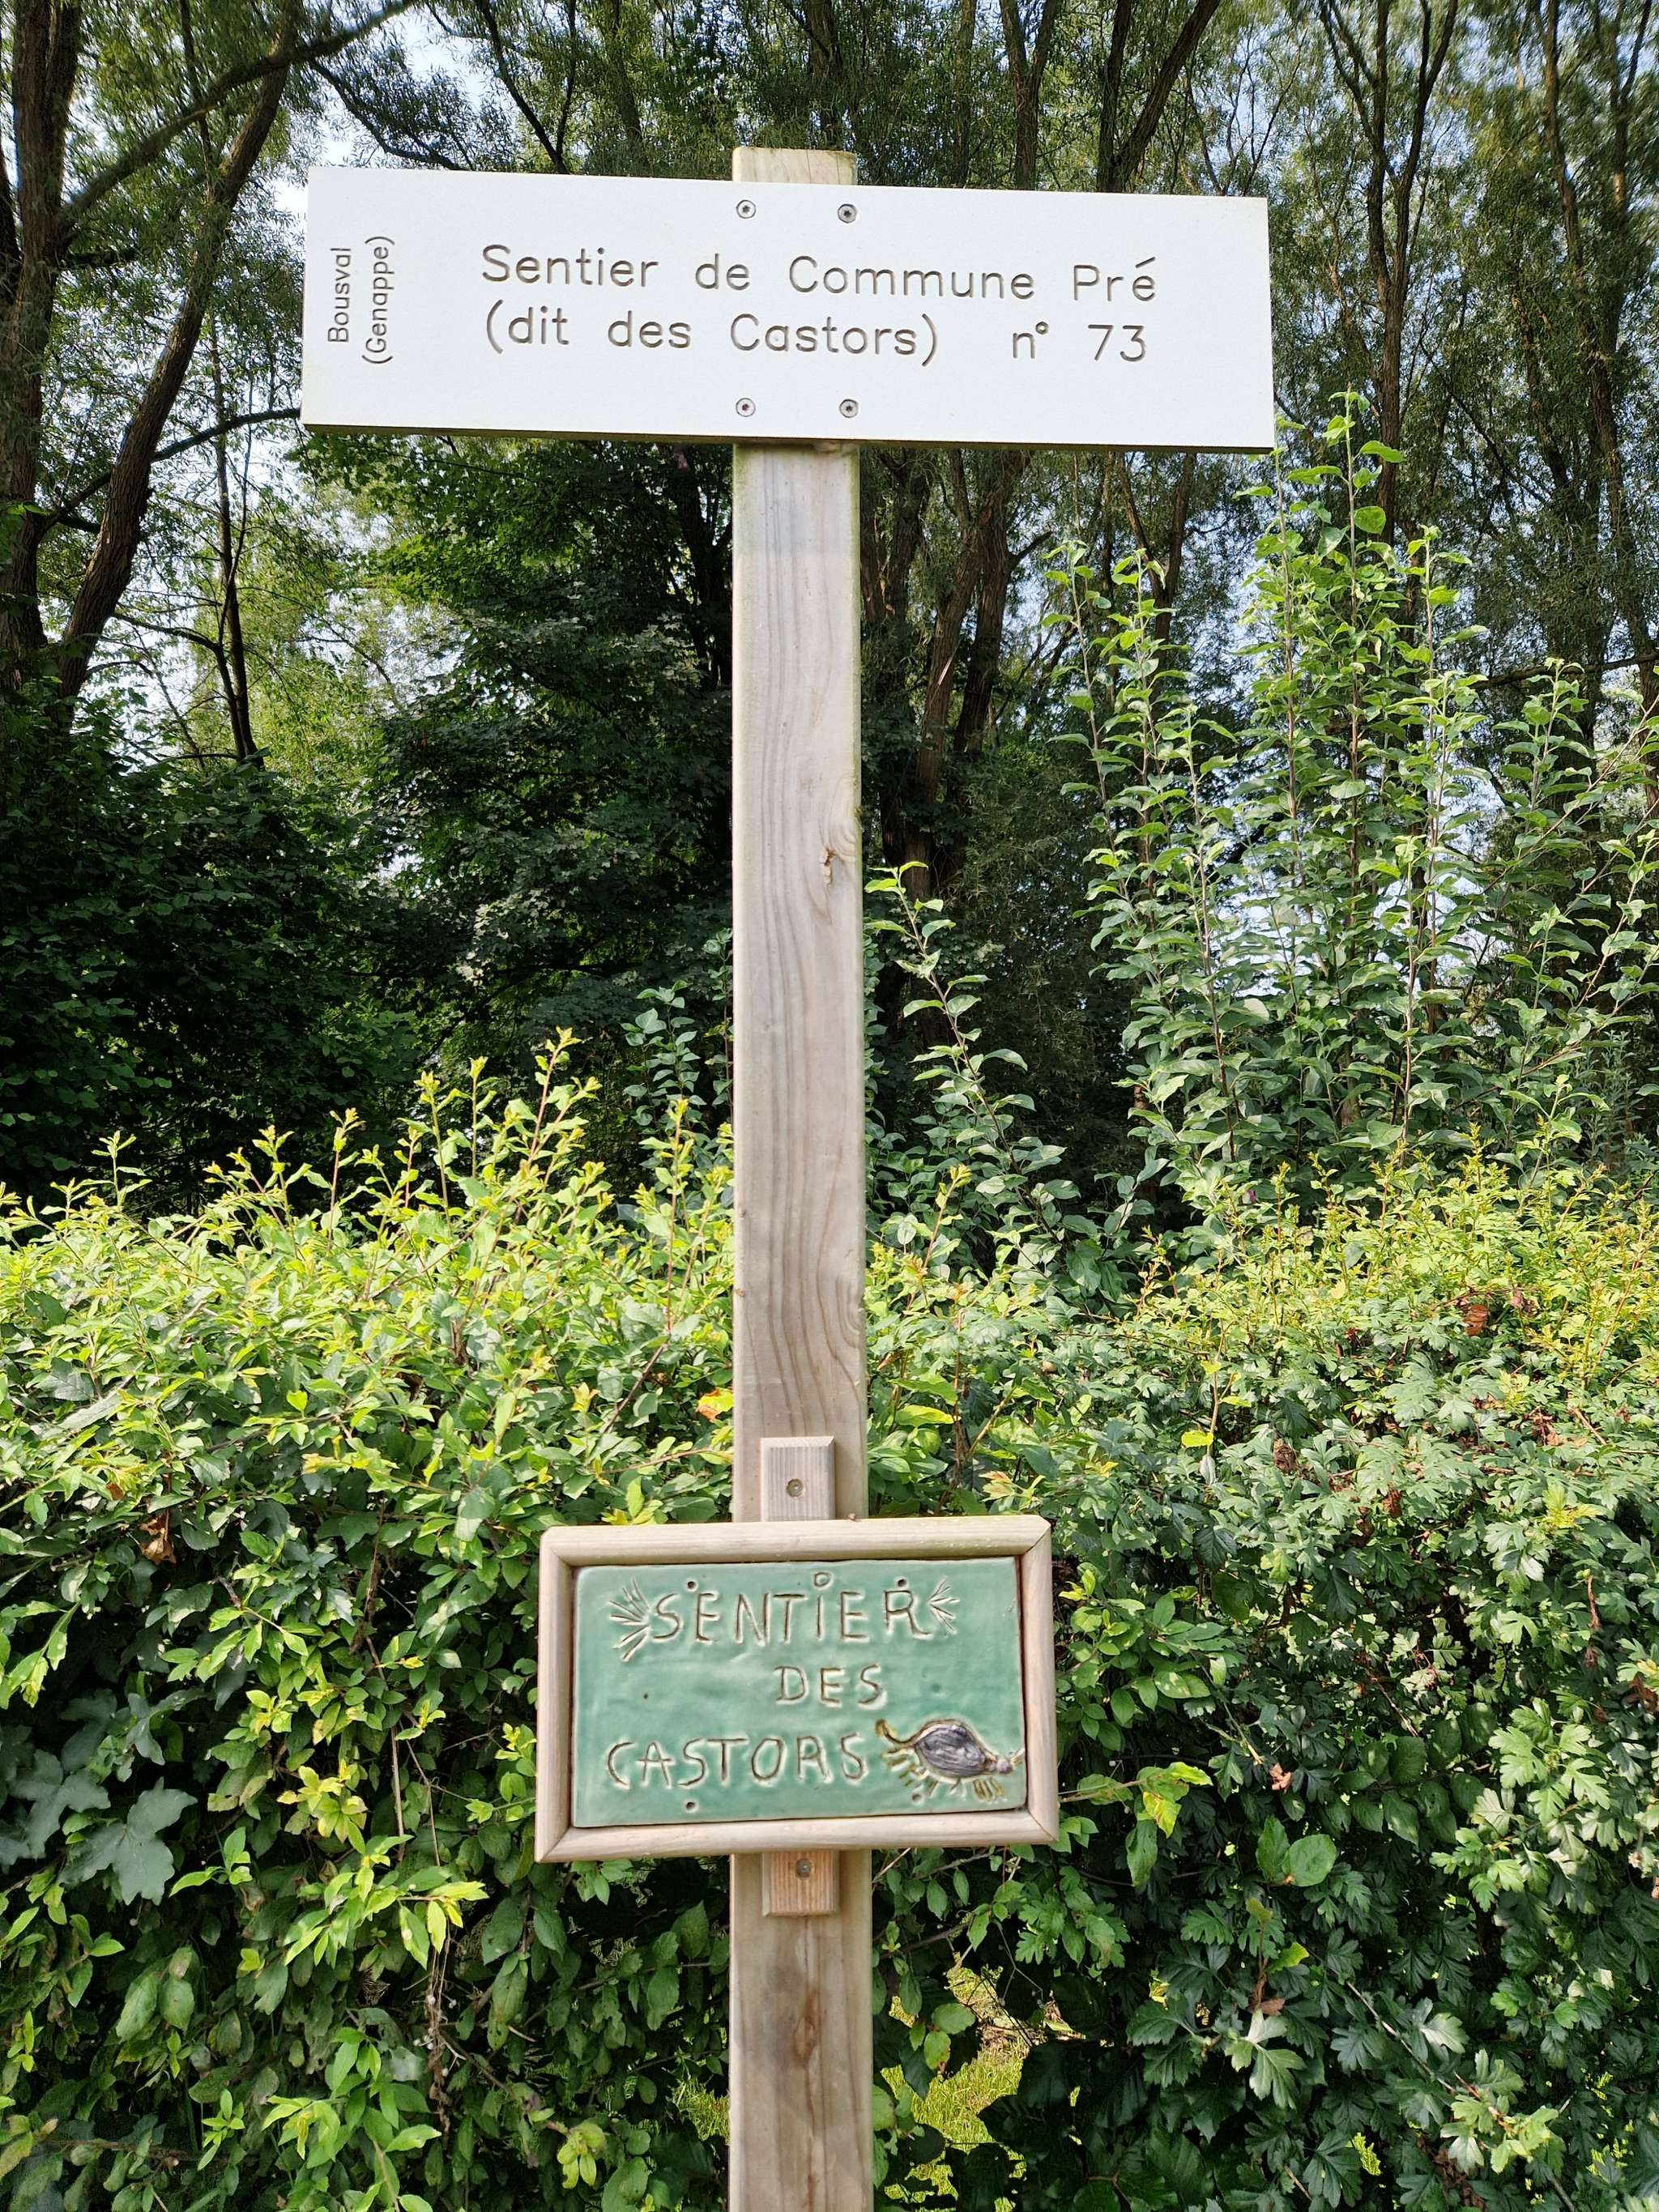 Bousval
(Genappe)
Sentier de Commune Pré
(dit des Castors) n° 73
SENTIER
DES
CASTORS